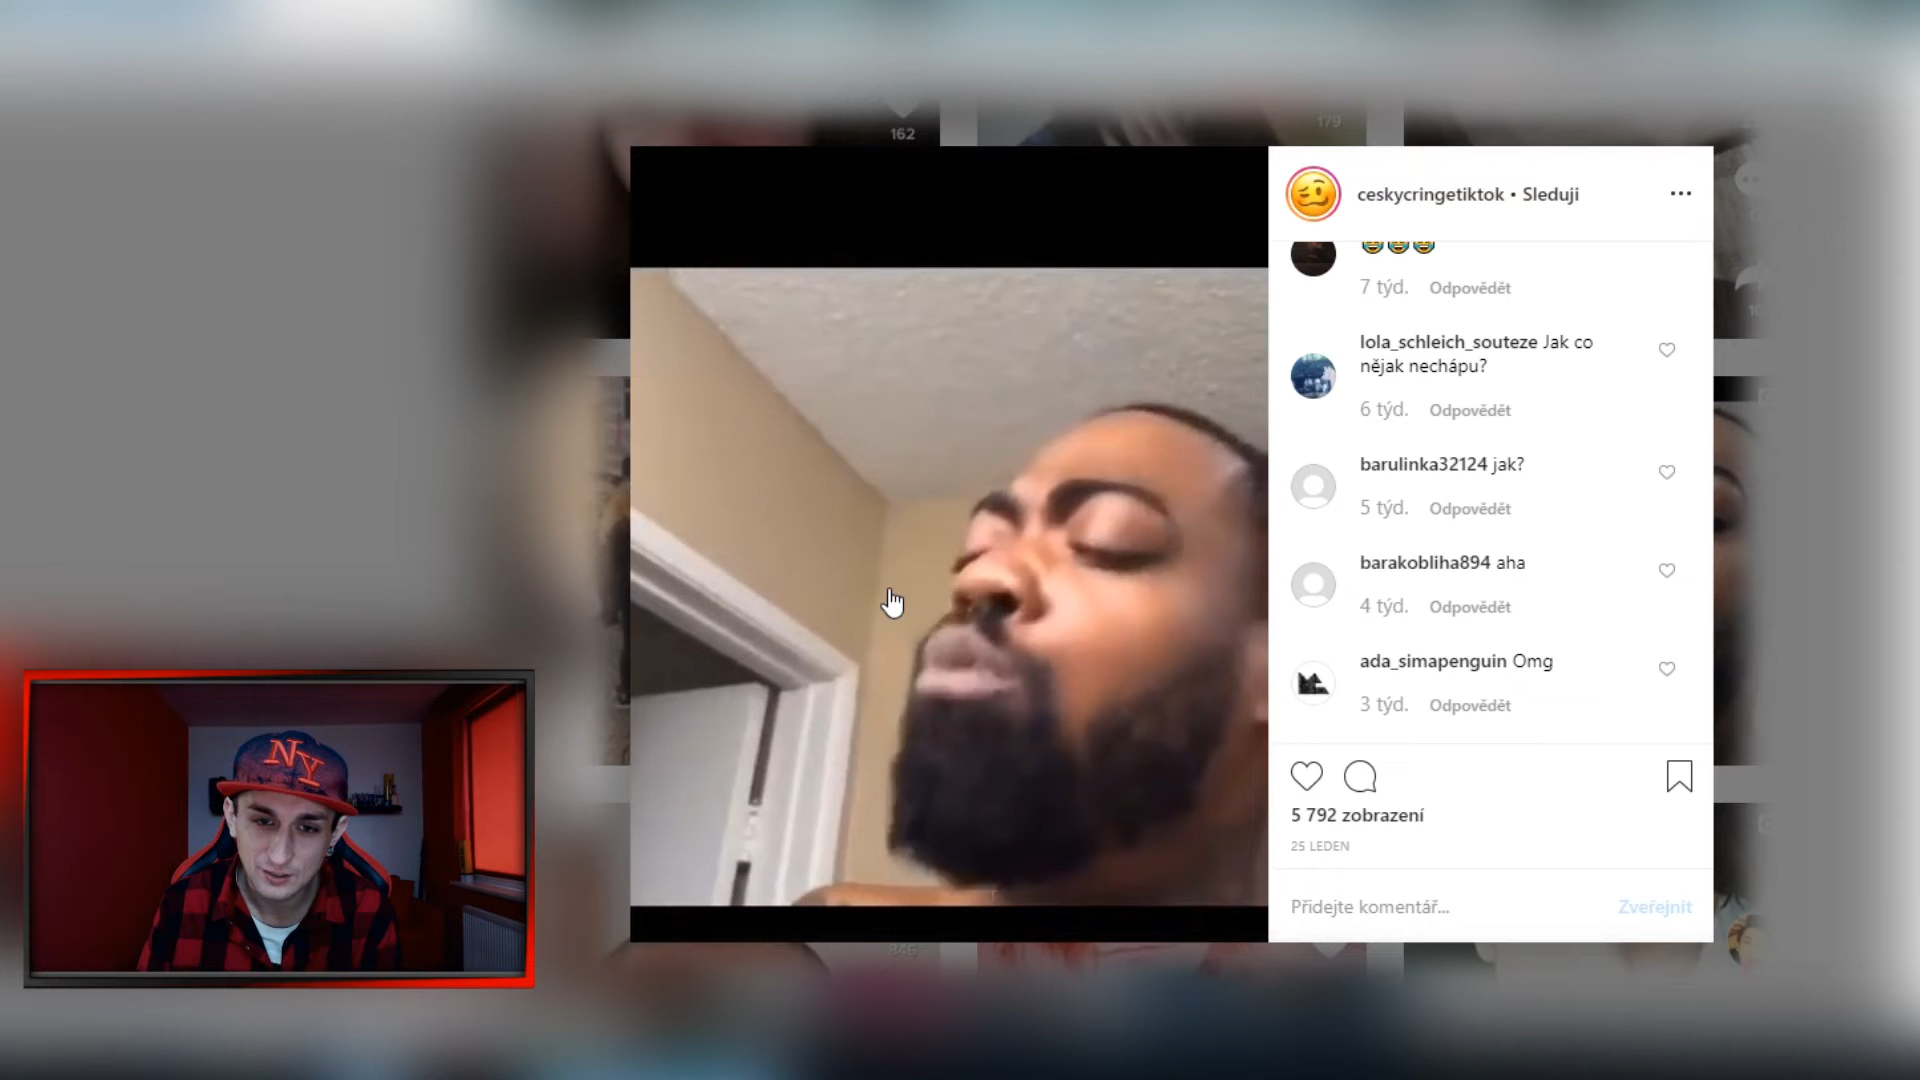 162
179
ceskycringetiktok • Sleduji
7 týd. Odpovědět
lola_schleich_souteze Jak co
nějak nechápu?
6 týd. Odpovědět
barulinka32124 jak?
5 týd. Odpovědět
barakobliha894 aha
4 týd. Odpovědět
ada_simapenguin Omg
3 týd. Odpovědět
5 792 zobrazení
25 LEDEN
Přidejte komentář...
Zveřejnit
846
NY